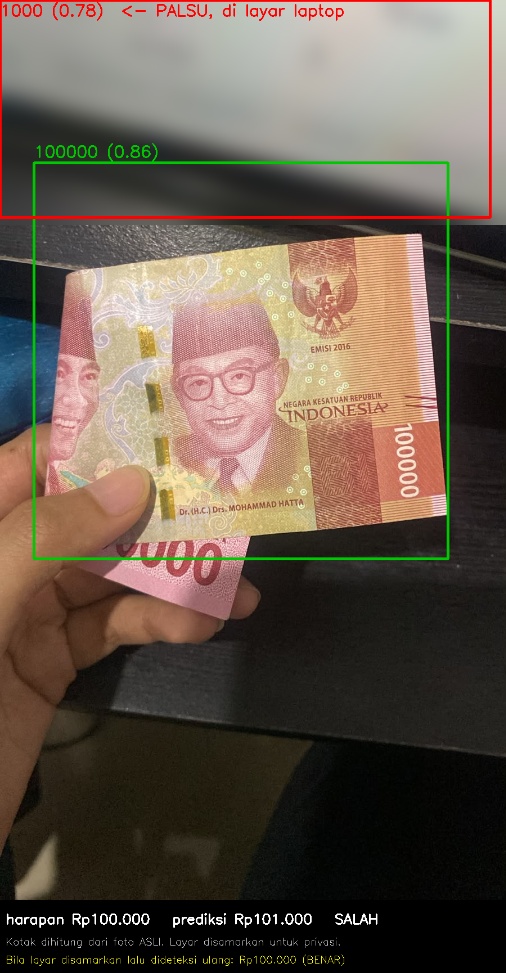 1000 (0.78) <- PALSU, di layar laptop
100000 (0.86)
EMISI 2016
NEGARA KESATUAN REPUBLIK
INDONESIA
100000
Dr. (H.C.) Drs. MOHAMMAD HATTA
0000
harapan Rp100.000 prediksi Rp101.000 SALAH
Kotak dihitung dari foto ASLI. Layar disamarkan untuk privasi.
Bila layar disamarkan lalu dideteksi ulang: Rp100.000 (BENAR)